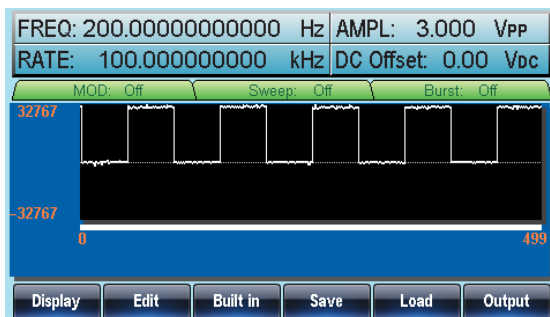 FREQ: 200.00000000000 Hz AMPL: 3.000 VPP
RATE: 100.0000000000 kHz DC Offset: 0.00 VDC
MOD: Off Sweep: Off Burst: Off
32767
-32767
0 499
Display Edit Built in Save Load Output